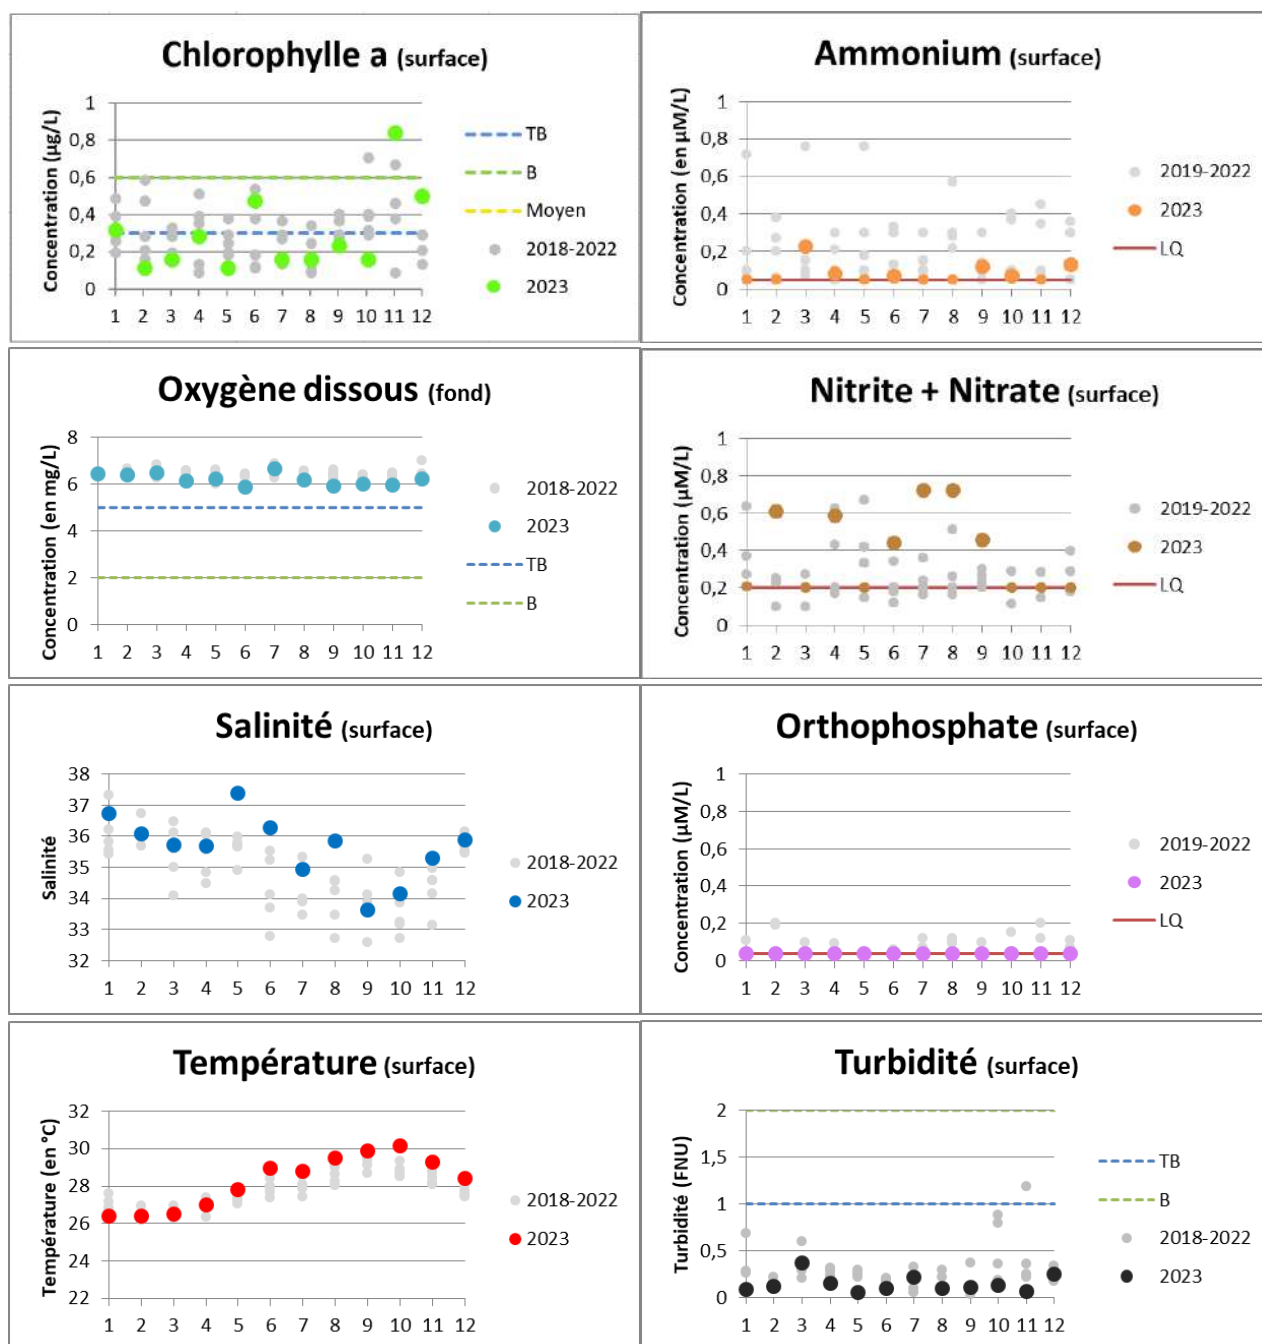 Chlorophylle a (surface)
Concentration (µg/L)
1
0,8
0,6
0,4
0,2
0
1 2 3 4 5 6 7 8 9 10 11 12
TB
B
Moyen
2018-2022
2023
Ammonium (surface)
Concentration (en µM/L)
1
0,8
0,6
0,4
0,2
0
1 2 3 4 5 6 7 8 9 10 11 12
2019-2022
2023
LQ
Oxygène dissous (fond)
Concentration (en mg/L)
8
6
4
2
0
1 2 3 4 5 6 7 8 9 10 11 12
2018-2022
2023
TB
B
Nitrite + Nitrate (surface)
Concentration (µM/L)
1
0,8
0,6
0,4
0,2
0
1 2 3 4 5 6 7 8 9 10 11 12
2019-2022
2023
LQ
Salinité (surface)
Salinité
38
37
36
35
34
33
32
1 2 3 4 5 6 7 8 9 10 11 12
2018-2022
2023
Orthophosphate (surface)
Concentration (µM/L)
1
0,8
0,6
0,4
0,2
0
1 2 3 4 5 6 7 8 9 10 11 12
2019-2022
2023
LQ
Température (surface)
Température (en °C)
32
30
28
26
24
22
1 2 3 4 5 6 7 8 9 10 11 12
2018-2022
2023
Turbidité (surface)
Turbidité (FNU)
2
1,5
1
0,5
0
1 2 3 4 5 6 7 8 9 10 11 12
TB
B
2018-2022
2023